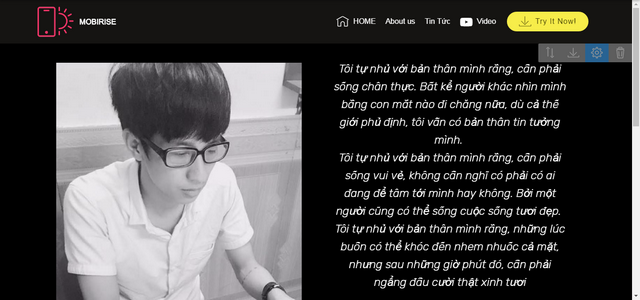 MOBIRISE
HOME
About us
Tin Tức
Video
Try It Now!
Tôi tự nhủ với bản thân mình rằng, cần phải
sống chân thực. Bất kể người khác nhìn mình
bằng con mắt nào đi chăng nữa, dù cả thế
giới phủ định, tôi vẫn có bản thân tin tưởng
mình.
Tôi tự nhủ với bản thân mình rằng, cần phải
sống vui vẻ, không cần nghĩ có phải có ai
đang để tâm tới mình hay không. Bởi một
người cũng có thể sống cuộc sống tươi đẹp.
Tôi tự nhủ với bản thân mình rằng, những lúc
buồn có thể khóc đến nhem nhuốc cả mặt,
nhưng sau những giờ phút đó, cần phải
ngẩng đầu cười thật xinh tươi